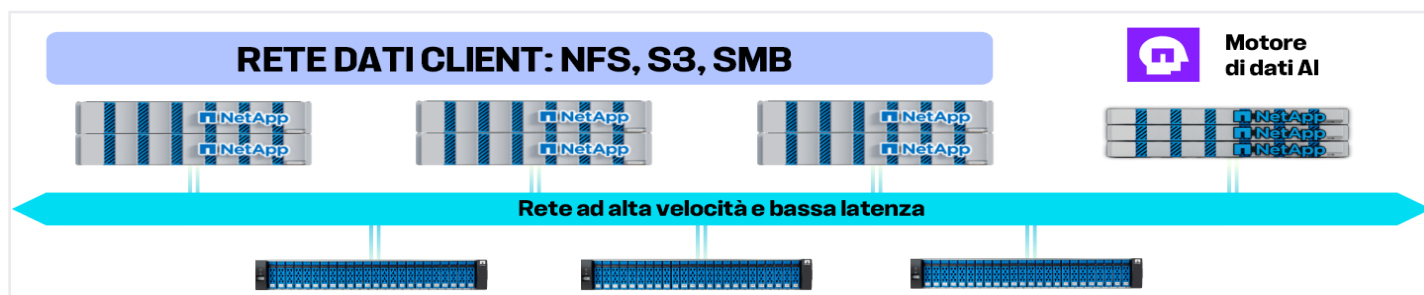 RETE DATI CLIENT: NFS, S3, SMB
Motore
di dati AI
NetApp
NetApp
NetApp
NetApp
NetApp
NetApp
NetApp
NetApp
NetApp
Rete ad alta velocità e bassa latenza